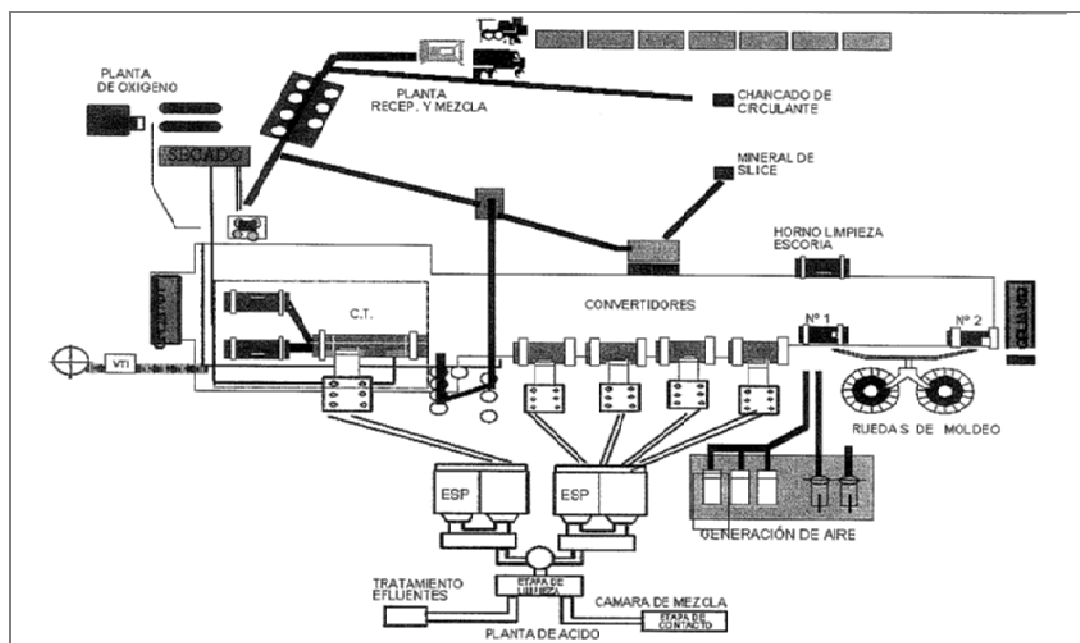 PLANTA
DE OXIGENO
SECADO
PLANTA
RECEP. Y MEZCLA
CHANCADO DE
CIRCULANTE
MINERAL DE
SILICE
HORNO LIMPIEZA
ESCORIA
C.T.
CONVERTIDORES
Nº 1
Nº 2
RUEDAS DE MOLDEO
ESP
ESP
GENERACIÓN DE AIRE
TRATAMIENTO
EFLUENTES
ETAPA DE
LIMPIEZA
CAMARA DE MEZCLA
ETAPA DE
CONTACTO
PLANTA DE ACIDO